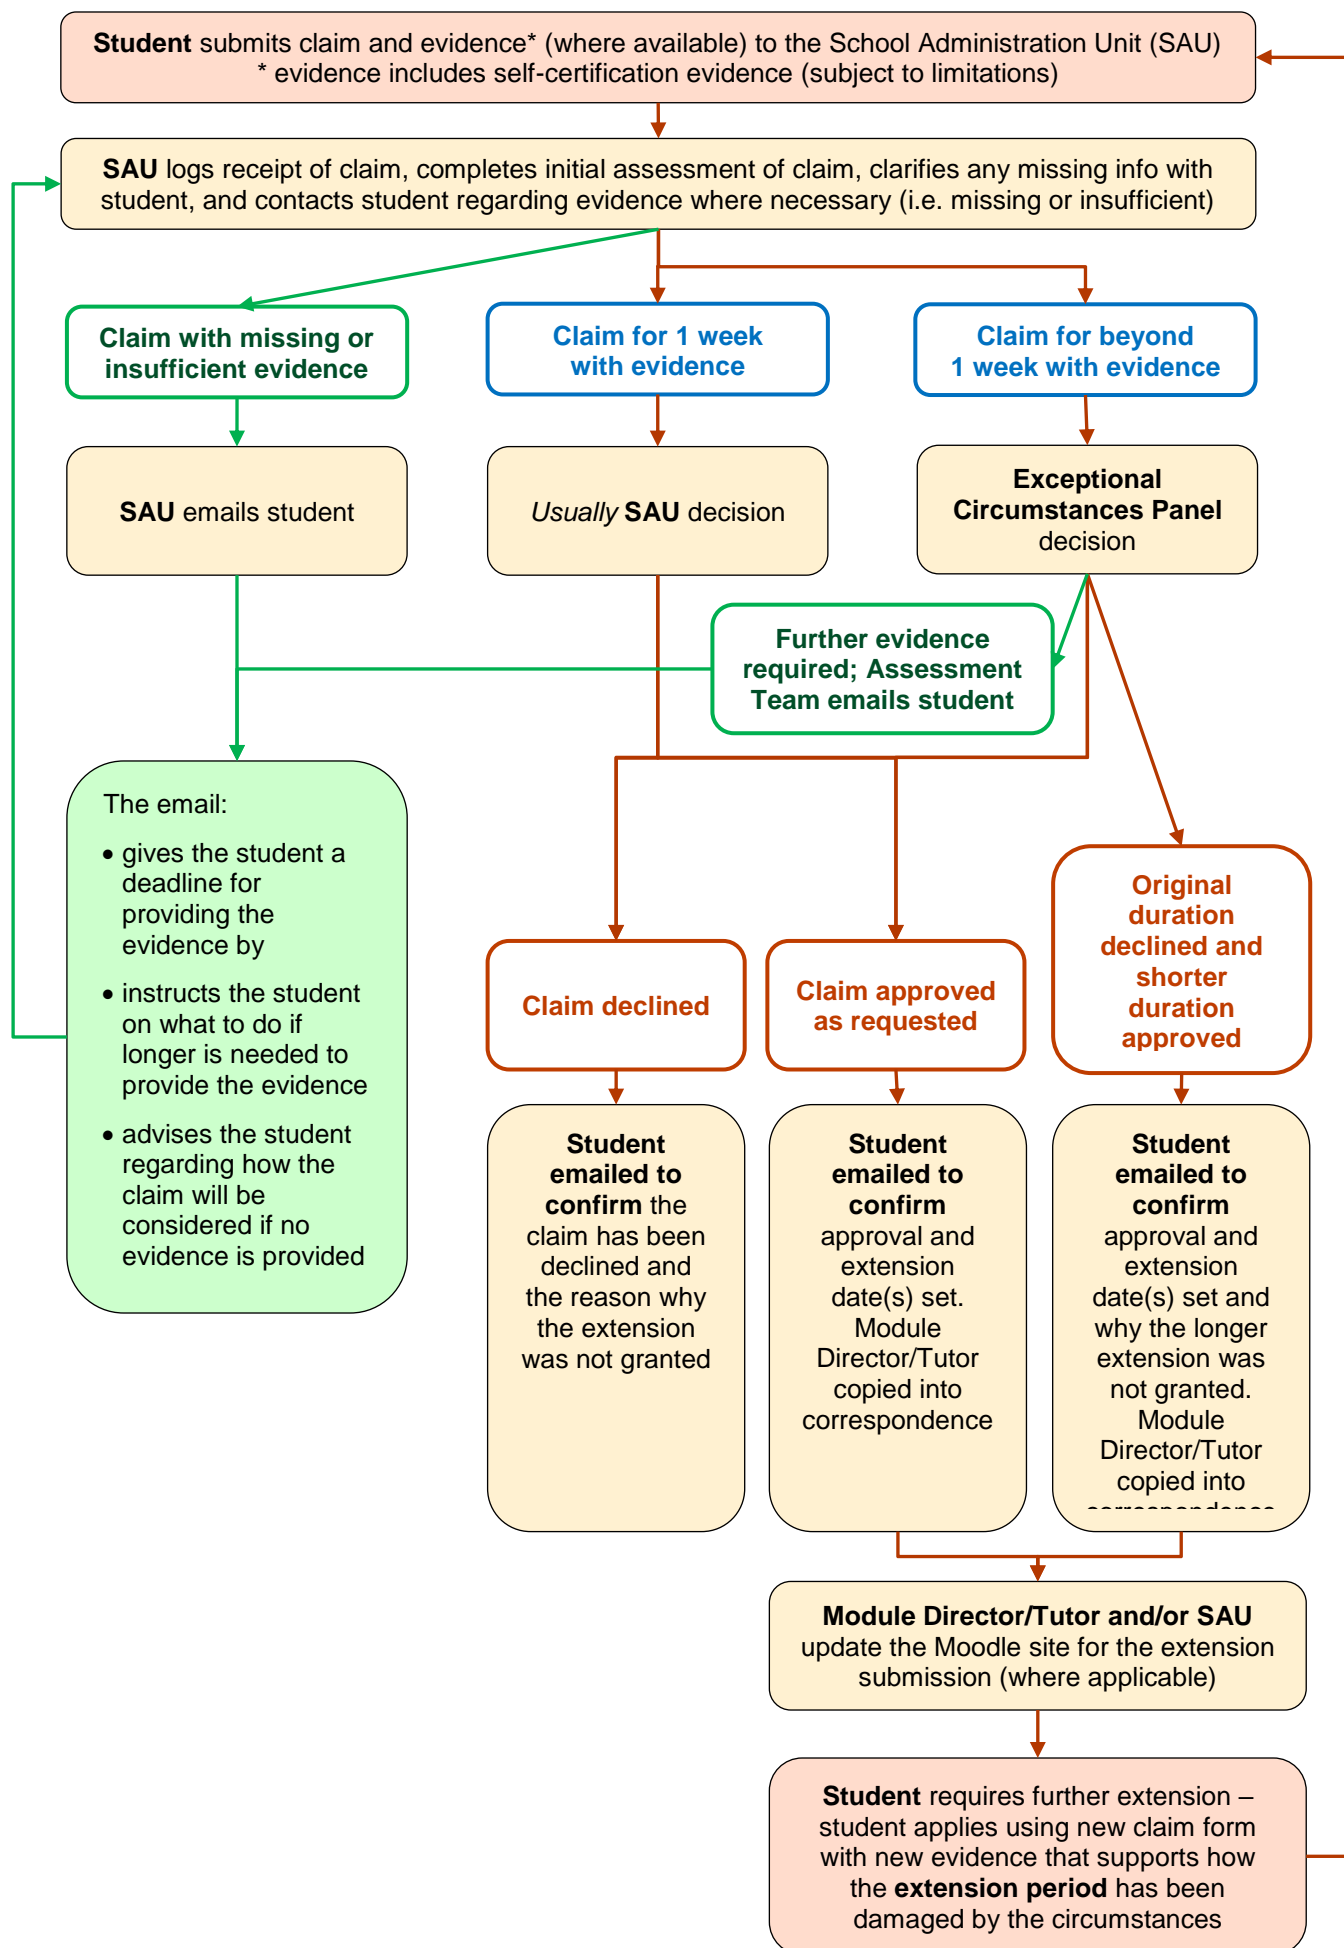 Student submits claim and evidence* (where available) to the School Administration Unit (SAU)
* evidence includes self-certification evidence (subject to limitations)
SAU logs receipt of claim, completes initial assessment of claim, clarifies any missing info with
student, and contacts student regarding evidence where necessary (i.e. missing or insufficient)
Claim with missing or
insufficient evidence
Claim for 1 week
with evidence
Claim for beyond
1 week with evidence
SAU emails student
Usually SAU decision
Exceptional
Circumstances Panel
decision
Further evidence
required; Assessment
Team emails student
The email:
• gives the student a
deadline for
providing the
evidence by
• instructs the student
on what to do if
longer is needed to
provide the evidence
• advises the student
regarding how the
claim will be
considered if no
evidence is provided
Claim declined
Claim approved
as requested
Original
duration
declined and
shorter
duration
approved
Student
emailed to
confirm the
claim has been
declined and
the reason why
the extension
was not granted
Student
emailed to
confirm
approval and
extension
date(s) set.
Module
Director/Tutor
copied into
correspondence
Student
emailed to
confirm
approval and
extension
date(s) set and
why the longer
extension was
not granted.
Module
Director/Tutor
copied into
Module Director/Tutor and/or SAU
update the Moodle site for the extension
submission (where applicable)
Student requires further extension –
student applies using new claim form
with new evidence that supports how
the extension period has been
damaged by the circumstances